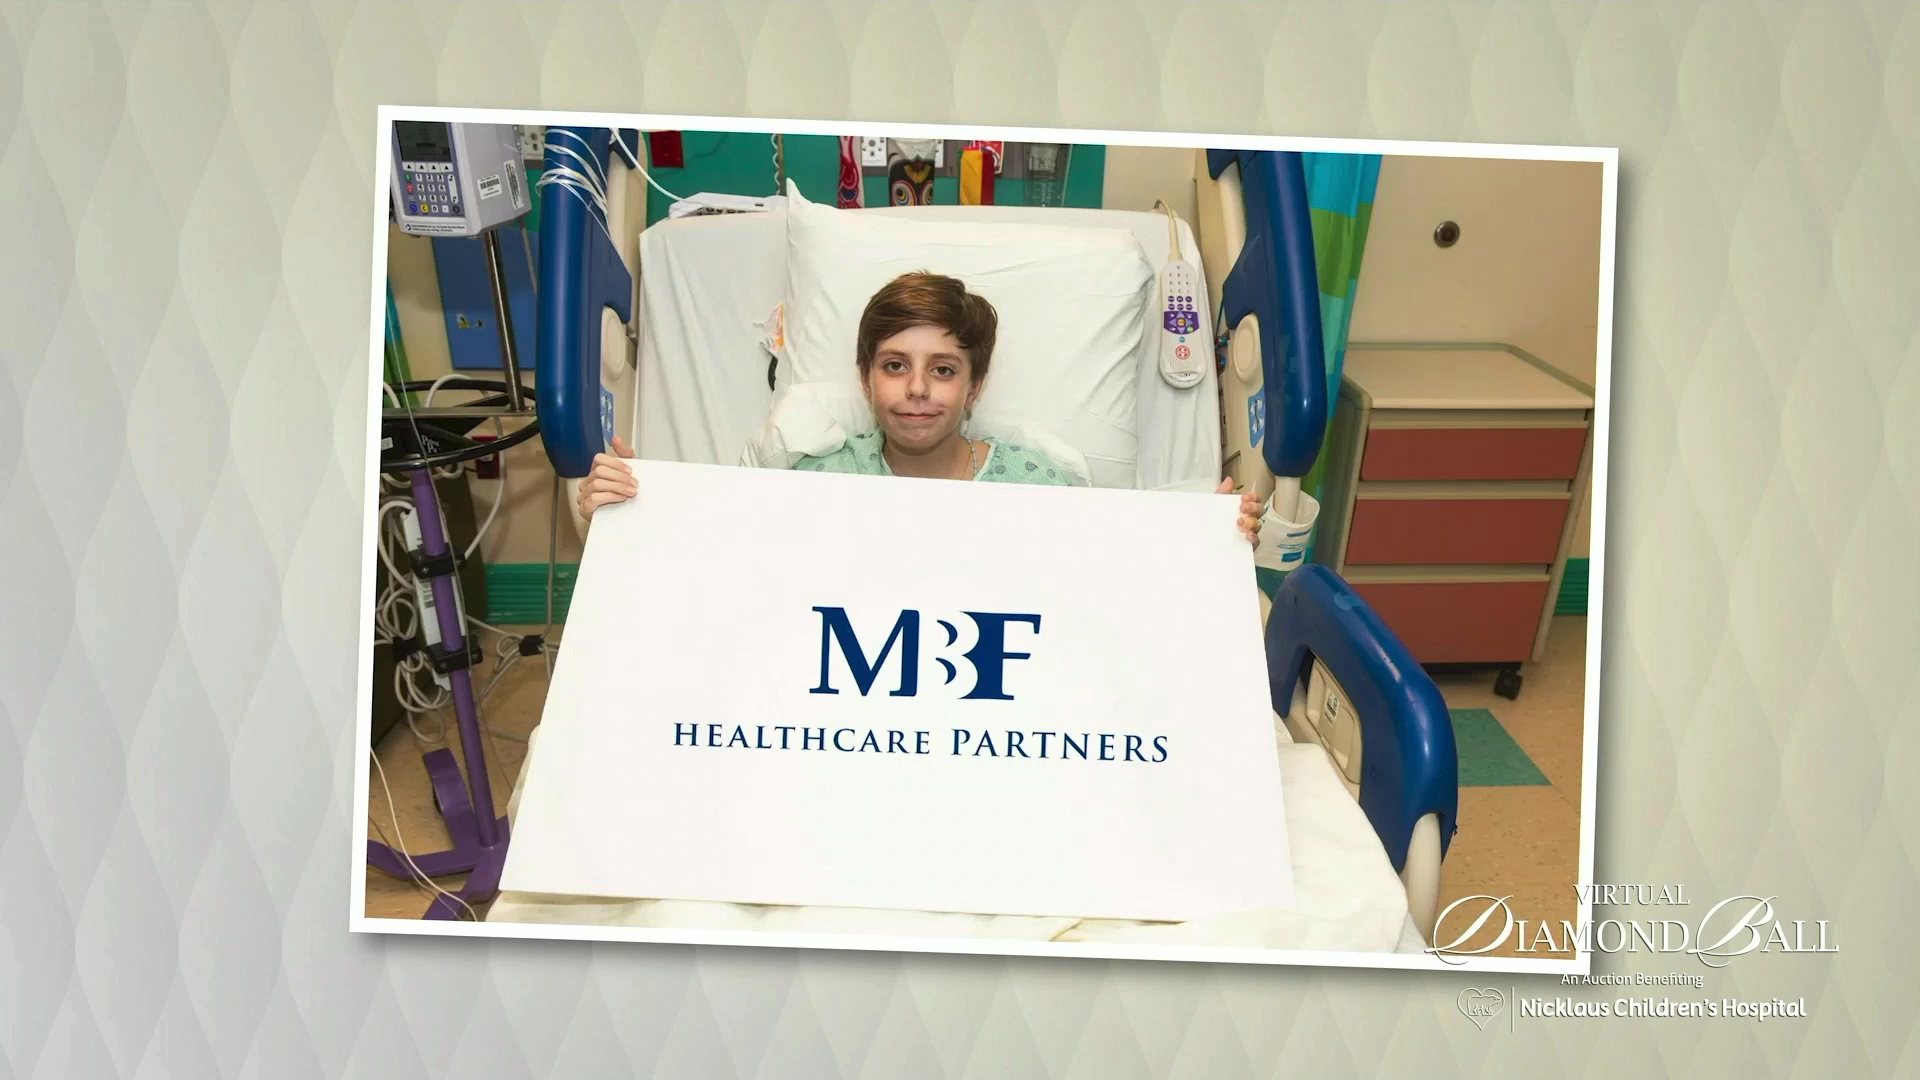 MBF
HEALTHCARE PARTNERS
VIRTUAL
DIAMOND BALL
An Auction Benefiting
Nicklaus Children's Hospital